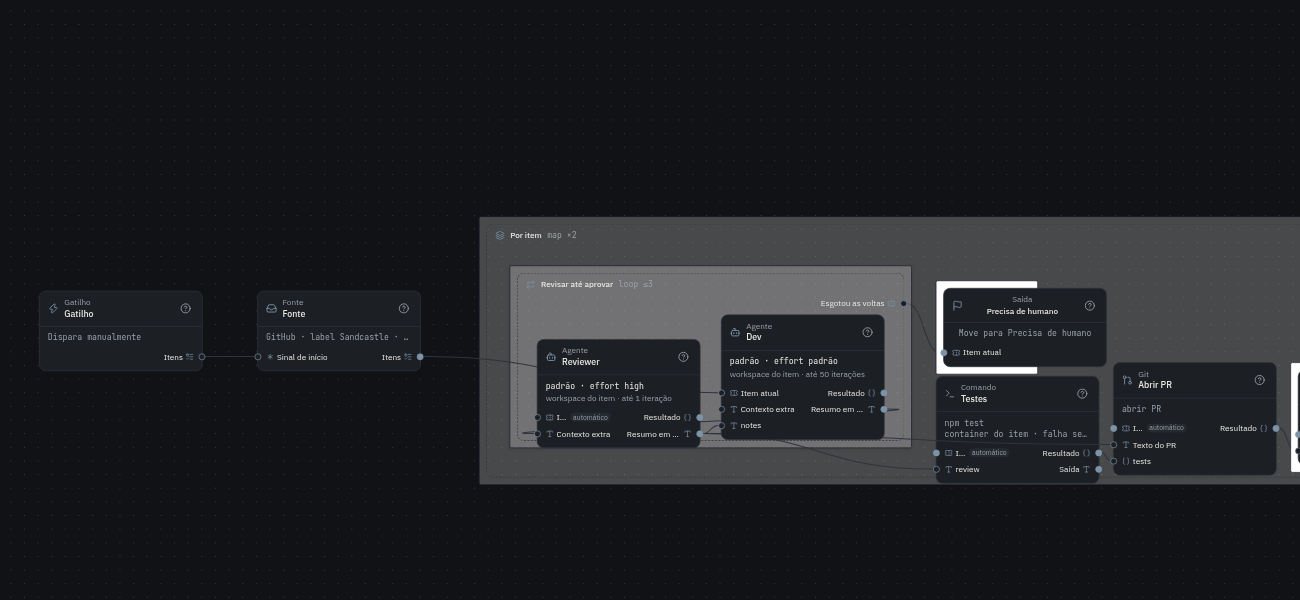 Gatilho
Gatilho
Dispara manualmente
Itens
Fonte
Fonte
GitHub · label Sandcastle · …
Sinal de início
Itens
Por item map ×2
Revisar até aprovar loop ≤3
Esgotou as voltas
Agente
Reviewer
padrão · effort high
workspace do item · até 1 iteração
I… automático
Resultado
Contexto extra
Resumo em …
Agente
Dev
padrão · effort padrão
workspace do item · até 50 iterações
Item atual
Resultado
Contexto extra
Resumo em …
notes
Saída
Precisa de humano
Move para Precisa de humano
Item atual
Comando
Testes
npm test
container do item · falha se…
I… automático
Resultado
review
Saída
Git
Abrir PR
abrir PR
I… automático
Resultado
Texto do PR
tests